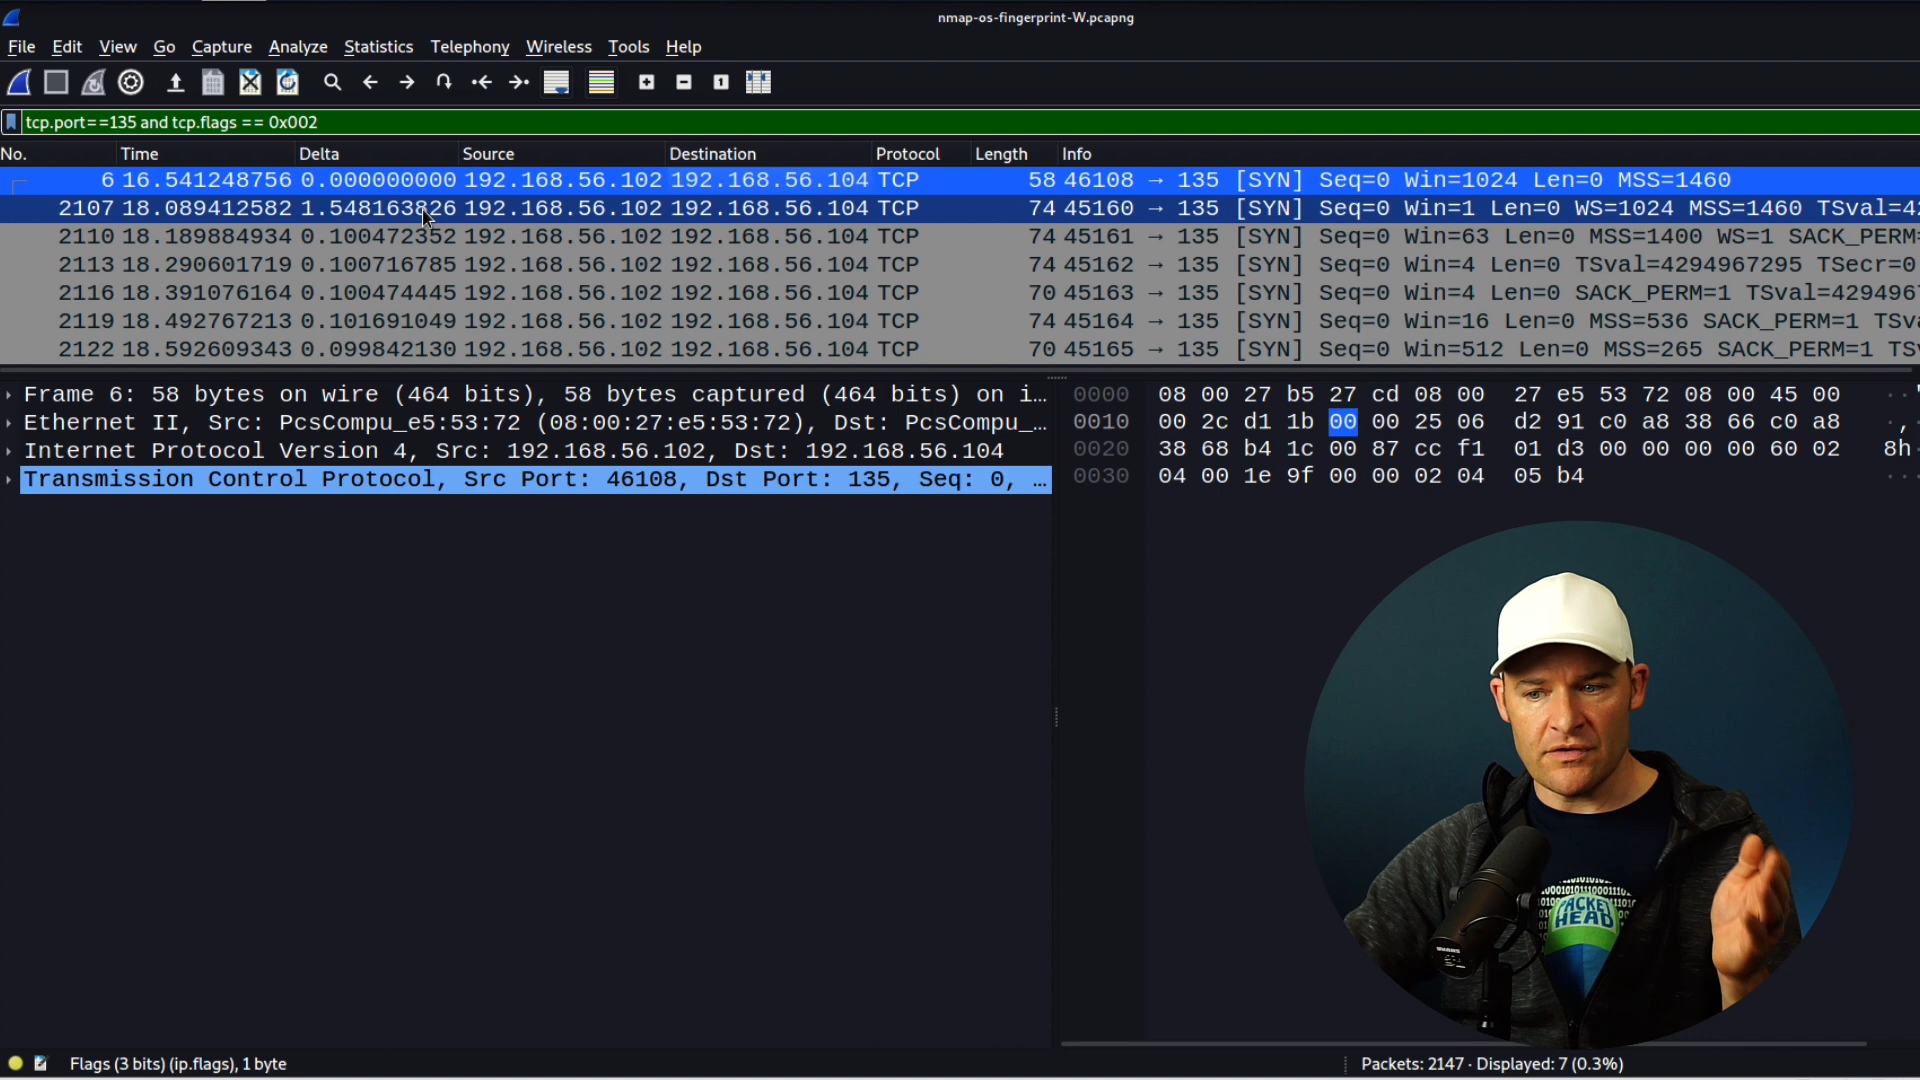 nmap-os-fingerprint-W.pcapng
File Edit View Go Capture Analyze Statistics Telephony Wireless Tools Help
tcp.port==135 and tcp.flags == 0x002
No. Time Delta Source Destination Protocol Length Info
6 16.541248756 0.000000000 192.168.56.102 192.168.56.104 TCP 58 46108 → 135 [SYN] Seq=0 Win=1024 Len=0 MSS=1460
2107 18.089412582 1.548163826 192.168.56.102 192.168.56.104 TCP 74 45160 → 135 [SYN] Seq=0 Win=1 Len=0 WS=1024 MSS=1460 TSval=42
2110 18.189884934 0.100472352 192.168.56.102 192.168.56.104 TCP 74 45161 → 135 [SYN] Seq=0 Win=63 Len=0 MSS=1400 WS=1 SACK_PERM=
2113 18.290601719 0.100716785 192.168.56.102 192.168.56.104 TCP 74 45162 → 135 [SYN] Seq=0 Win=4 Len=0 TSval=4294967295 TSecr=0
2116 18.391076164 0.100474445 192.168.56.102 192.168.56.104 TCP 70 45163 → 135 [SYN] Seq=0 Win=4 Len=0 SACK_PERM=1 TSval=429496
2119 18.492767213 0.101691049 192.168.56.102 192.168.56.104 TCP 74 45164 → 135 [SYN] Seq=0 Win=16 Len=0 MSS=536 SACK_PERM=1 TSv
2122 18.592609343 0.099842130 192.168.56.102 192.168.56.104 TCP 70 45165 → 135 [SYN] Seq=0 Win=512 Len=0 MSS=265 SACK_PERM=1 TS
Frame 6: 58 bytes on wire (464 bits), 58 bytes captured (464 bits) on i…
Ethernet II, Src: PcsCompu_e5:53:72 (08:00:27:e5:53:72), Dst: PcsCompu_…
Internet Protocol Version 4, Src: 192.168.56.102, Dst: 192.168.56.104
Transmission Control Protocol, Src Port: 46108, Dst Port: 135, Seq: 0, …
0000 08 00 27 b5 27 cd 08 00 27 e5 53 72 08 00 45 00 ··'
0010 00 2c d1 1b 00 00 25 06 d2 91 c0 a8 38 66 c0 a8 ·,
0020 38 68 b4 1c 00 87 cc f1 01 d3 00 00 00 00 60 02 8h
0030 04 00 1e 9f 00 00 02 04 05 b4 ···
PACKET
HEAD
Flags (3 bits) (ip.flags), 1 byte
Packets: 2147 · Displayed: 7 (0.3%)